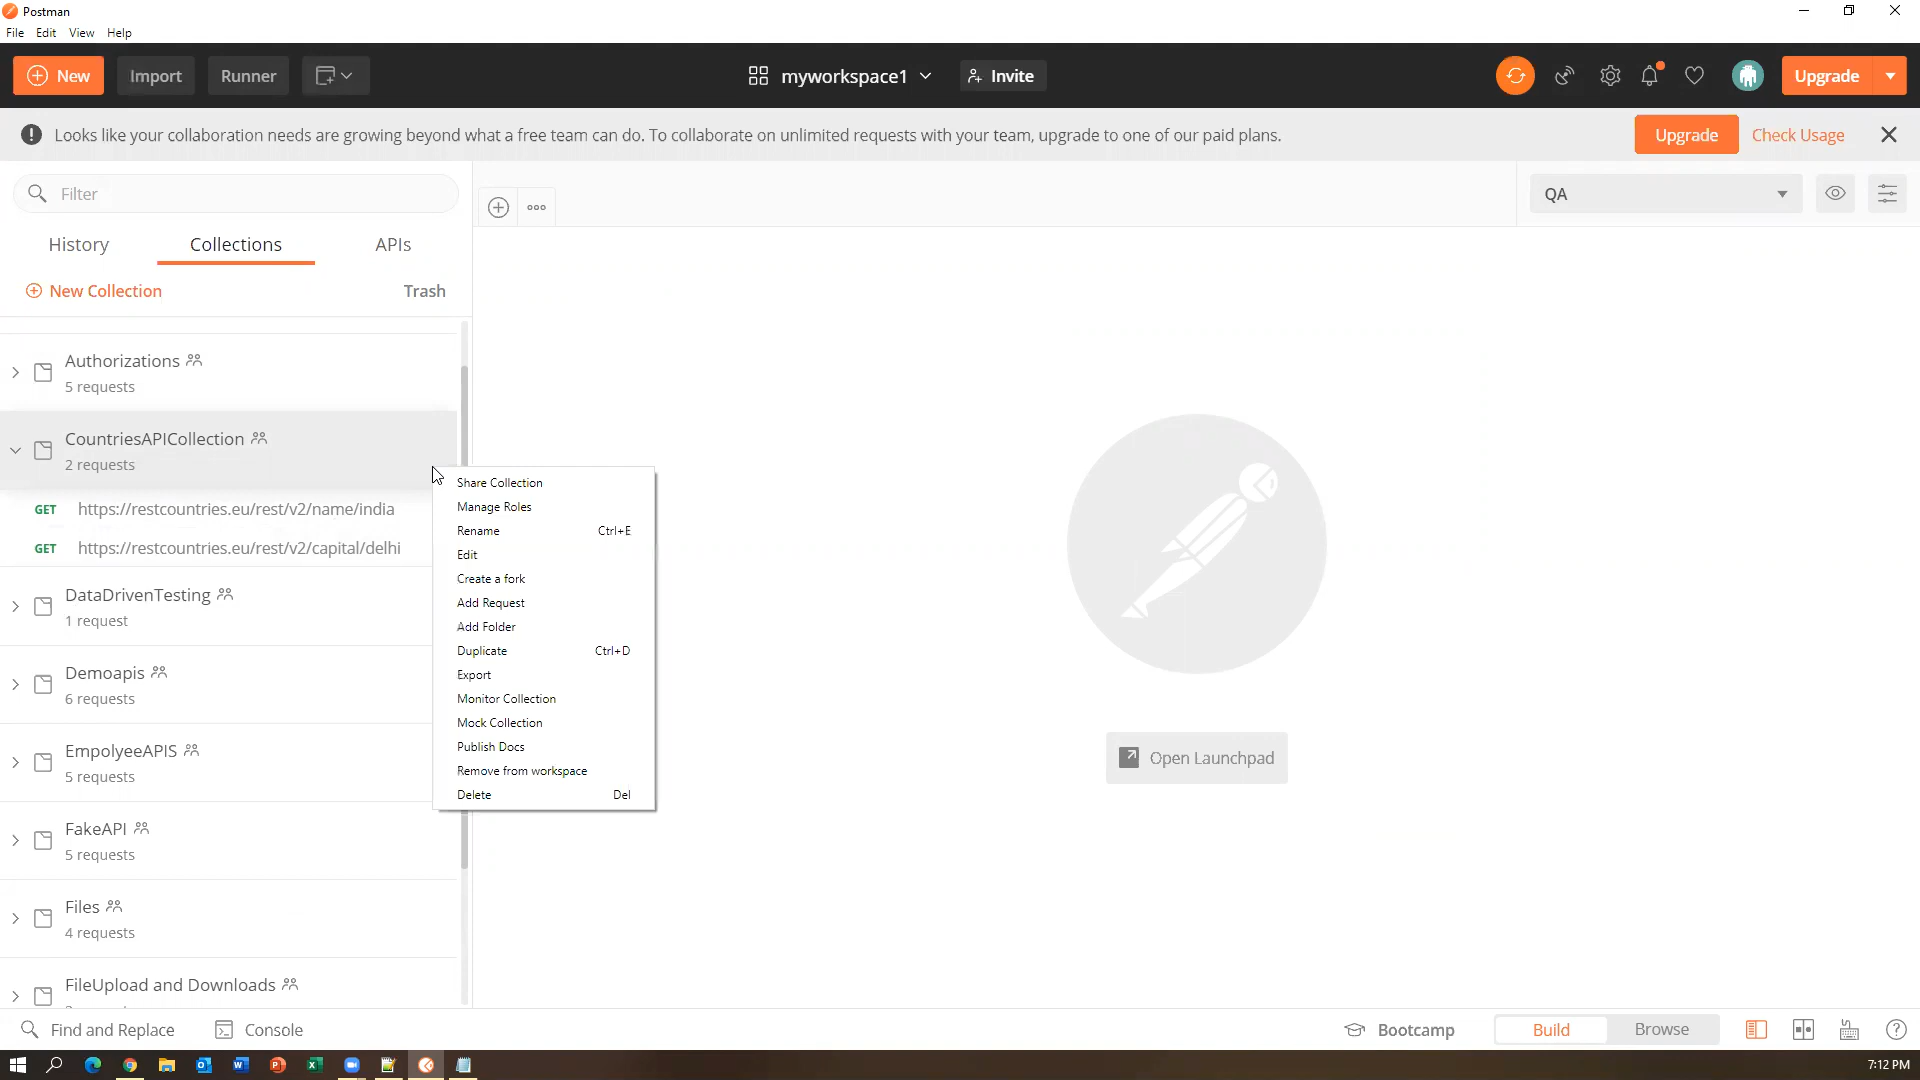 Postman
File Edit View Help
New Import Runner myworkspace1 Invite Upgrade
Looks like your collaboration needs are growing beyond what a free team can do. To collaborate on unlimited requests with your team, upgrade to one of our paid plans. Upgrade Check Usage
Filter
QA
History Collections APIs
New Collection Trash
Authorizations
5 requests
CountriesAPICollection
2 requests
GET https://restcountries.eu/rest/v2/name/india
GET https://restcountries.eu/rest/v2/capital/delhi
DataDrivenTesting
1 request
Demoapis
6 requests
EmpolyeeAPIS
5 requests
FakeAPI
5 requests
Files
4 requests
FileUpload and Downloads
Share Collection
Manage Roles
Rename Ctrl+E
Edit
Create a fork
Add Request
Add Folder
Duplicate Ctrl+D
Export
Monitor Collection
Mock Collection
Publish Docs
Remove from workspace
Delete Del
Open Launchpad
Find and Replace Console Bootcamp Build Browse
7:12 PM